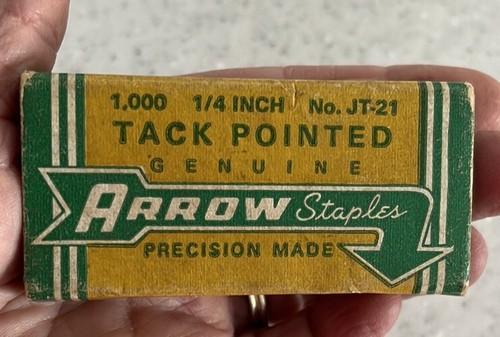 1,000 1/4 INCH No. JT-21
TACK POINTED
GENUINE
ARROW Staples
PRECISION MADE